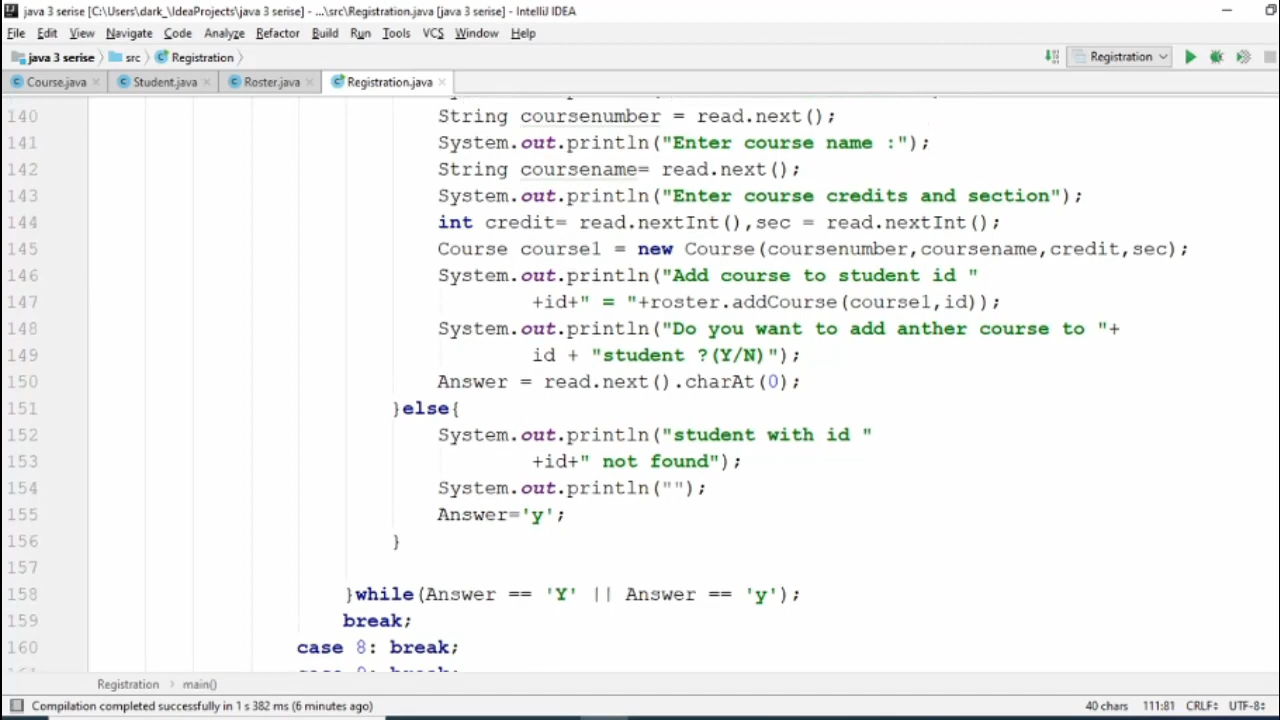 java 3 serise [C:\Users\dark_\IdeaProjects\java 3 serise] - ...\src\Registration.java [java 3 serise] - IntelliJ IDEA
File Edit View Navigate Code Analyze Refactor Build Run Tools VCS Window Help
java 3 serise src Registration Registration
Course.java Student.java Roster.java Registration.java
140 String coursenumber = read.next();
141 System.out.println("Enter course name :");
142 String coursename= read.next();
143 System.out.println("Enter course credits and section");
144 int credit= read.nextInt(),sec = read.nextInt();
145 Course course1 = new Course(coursenumber,coursename,credit,sec);
146 System.out.println("Add course to student id "
147 +id+" = "+roster.addCourse(course1,id));
148 System.out.println("Do you want to add anther course to "+
149 id + "student ?(Y/N)");
150 Answer = read.next().charAt(0);
151 }else{
152 System.out.println("student with id "
153 +id+" not found");
154 System.out.println("");
155 Answer='y';
156 }
157
158 }while(Answer == 'Y' || Answer == 'y');
159 break;
160 case 8: break;
Registration main()
Compilation completed successfully in 1 s 382 ms (6 minutes ago) 40 chars 111:81 CRLF UTF-8